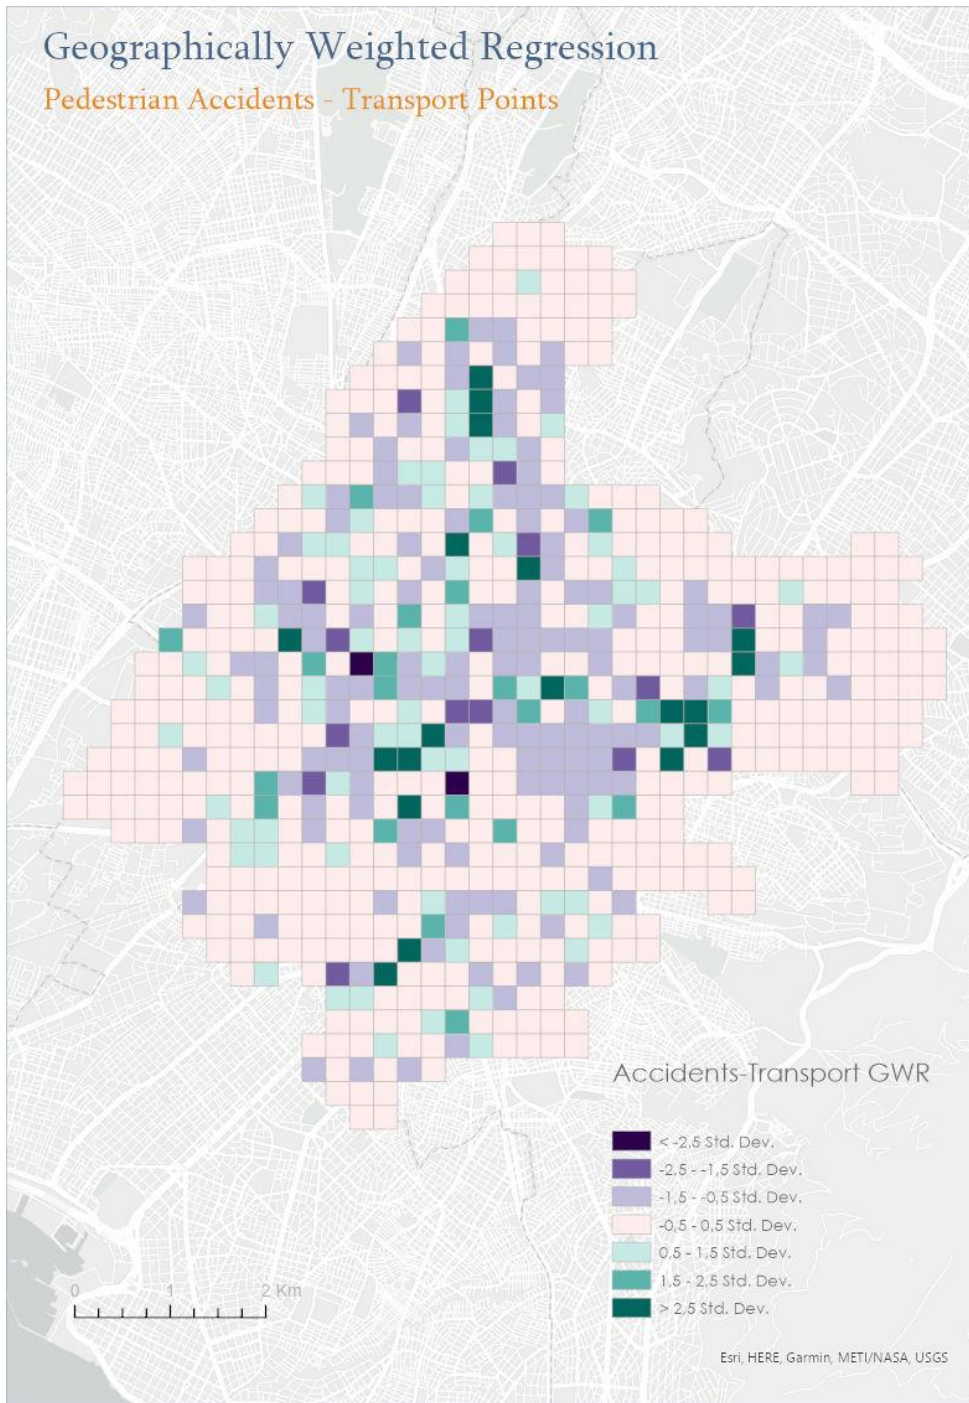 Geographically Weighted Regression
Pedestrian Accidents - Transport Points
Accidents-Transport GWR
< -2,5 Std. Dev.
-2,5 - -1,5 Std. Dev.
-1,5 - -0,5 Std. Dev.
-0,5 - 0,5 Std. Dev.
0,5 - 1,5 Std. Dev.
1,5 - 2,5 Std. Dev.
> 2,5 Std. Dev.
0 1 2 Km
Esri, HERE, Garmin, METI/NASA, USGS